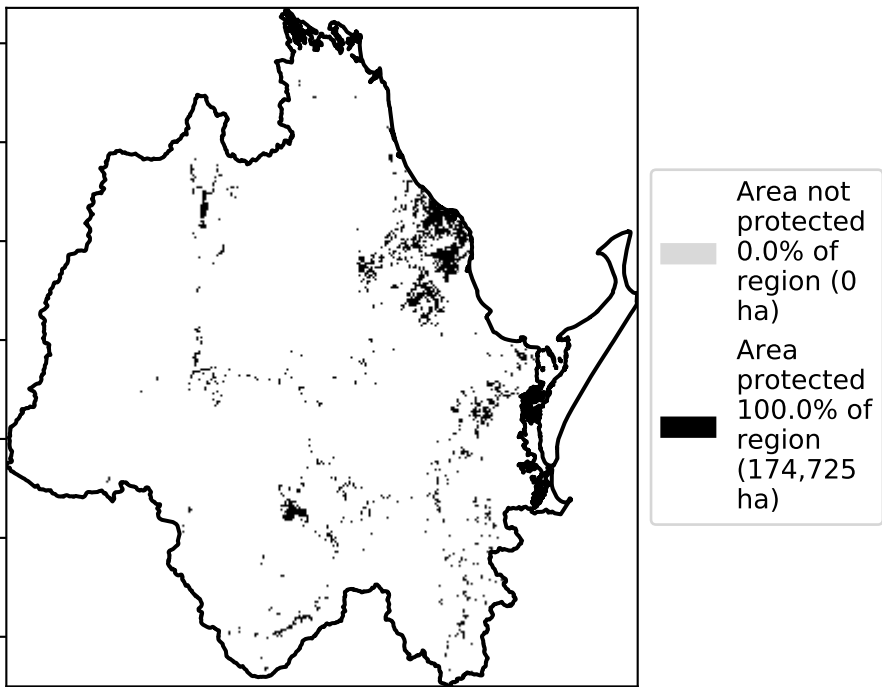 Area not
protected
0.0% of
region (0
ha)
Area
protected
100.0% of
region
(174,725
ha)